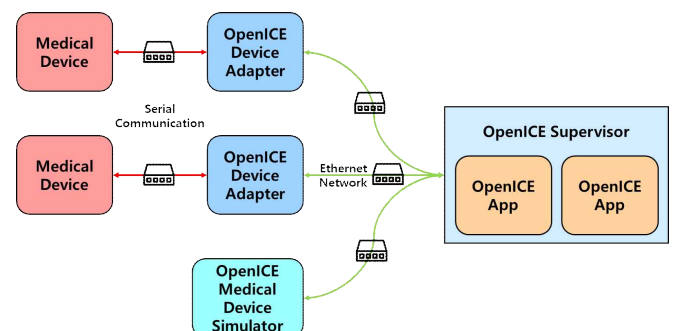 Medical
Device
OpenICE
Device
Adapter
Serial
Communication
OpenICE Supervisor
Medical
Device
OpenICE
Device
Adapter
Ethernet
Network
OpenICE
App
OpenICE
App
OpenICE
Medical
Device
Simulator